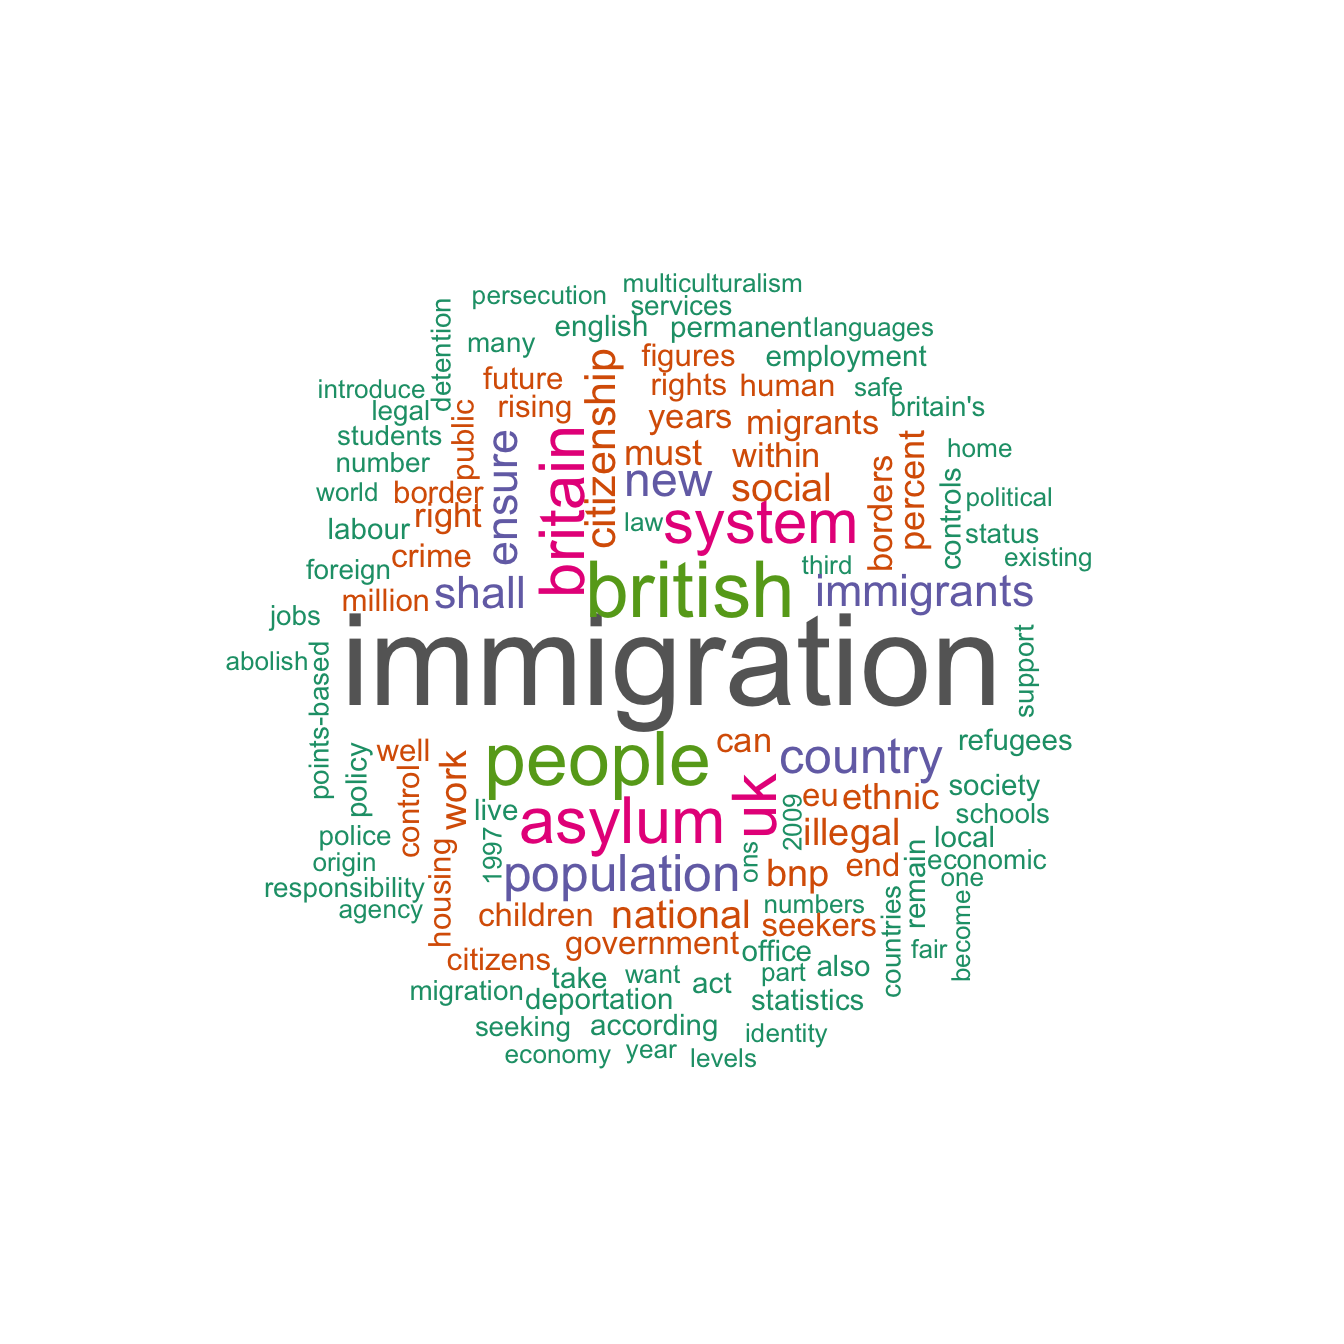 multiculturalism
persecution
services
english
permanent
languages
many
detention
figures
employment
future
introduce
rights
human
safe
legal
rising
citizenship
years
migrants
britain's
students
public
ensure
britain
must
within
borders
percent
home
number
new
social
world
border
controls
political
labour
right
law
system
status
crime
third
existing
foreign
million
shall
british
immigrants
jobs
immigration
abolish
points-based
support
policy
well
people
can
country
refugees
control
work
live
asylum
uk
2009
eu
ethnic
society
schools
police
1997
illegal
local
origin
population
ons
bnp
end
remain
economic
responsibility
one
agency
housing
children
national
numbers
seekers
countries
become
citizens
government
office
fair
migration
take
want
act
part
also
deportation
statistics
seeking
according
identity
economy
year
levels